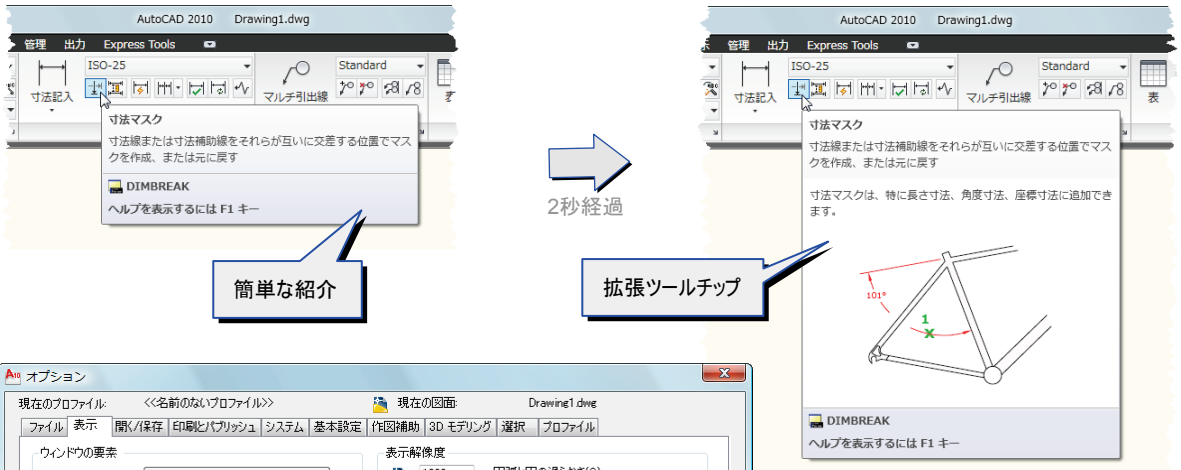 AutoCAD 2010 Drawing1.dwg
管理 出力 Express Tools
ISO-25
Standard
寸法記入
マルチ引出線
寸法マスク
寸法線または寸法補助線をそれらが互いに交差する位置でマス
クを作成、または元に戻す
DIMBREAK
ヘルプを表示するには F1 キー
簡単な紹介
2秒経過
AutoCAD 2010 Drawing1.dwg
管理 出力 Express Tools
ISO-25
Standard
寸法記入
マルチ引出線
表
寸法マスク
寸法線または寸法補助線をそれらが互いに交差する位置でマス
クを作成、または元に戻す
寸法マスクは、特に長さ寸法、角度寸法、座標寸法に追加でき
ます。
101°
1
X
DIMBREAK
ヘルプを表示するには F1 キー
拡張ツールチップ
オプション
現在のプロファイル: <<名前のないプロファイル>> 現在の図面: Drawing1.dwg
ファイル 表示 開く/保存 印刷とパブリッシュ システム 基本設定 作図補助 3D モデリング 選択 プロファイル
ウィンドウの要素 表示解像度